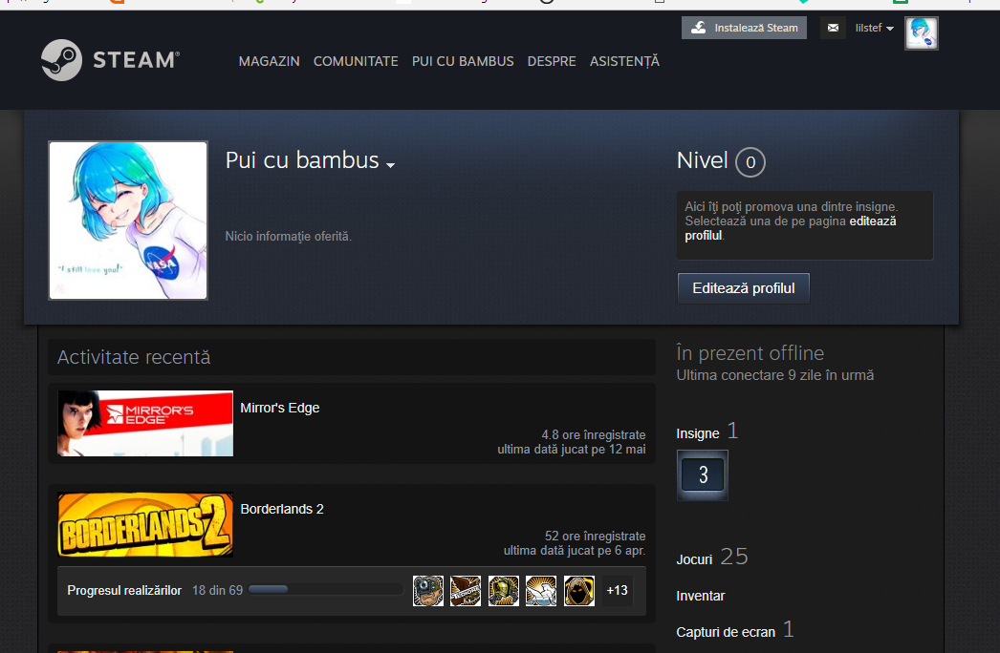 Instalează Steam
lilstef
STEAM®
MAGAZIN COMUNITATE PUI CU BAMBUS DESPRE ASISTENȚĂ
Pui cu bambus
Nivel 0
Aici îți poți promova una dintre insigne.
Selectează una de pe pagina editează
profilul.
Nicio informație oferită.
"I still love you!"
NASA
Editează profilul
Activitate recentă
În prezent offline
Ultima conectare 9 zile în urmă
MIRROR'S
EDGE
Mirror's Edge
4.8 ore înregistrate
ultima dată jucat pe 12 mai
Insigne 1
3
BORDERLANDS 2
Borderlands 2
52 ore înregistrate
ultima dată jucat pe 6 apr.
Progresul realizărilor 18 din 69
+13
Jocuri 25
Inventar
Capturi de ecran 1